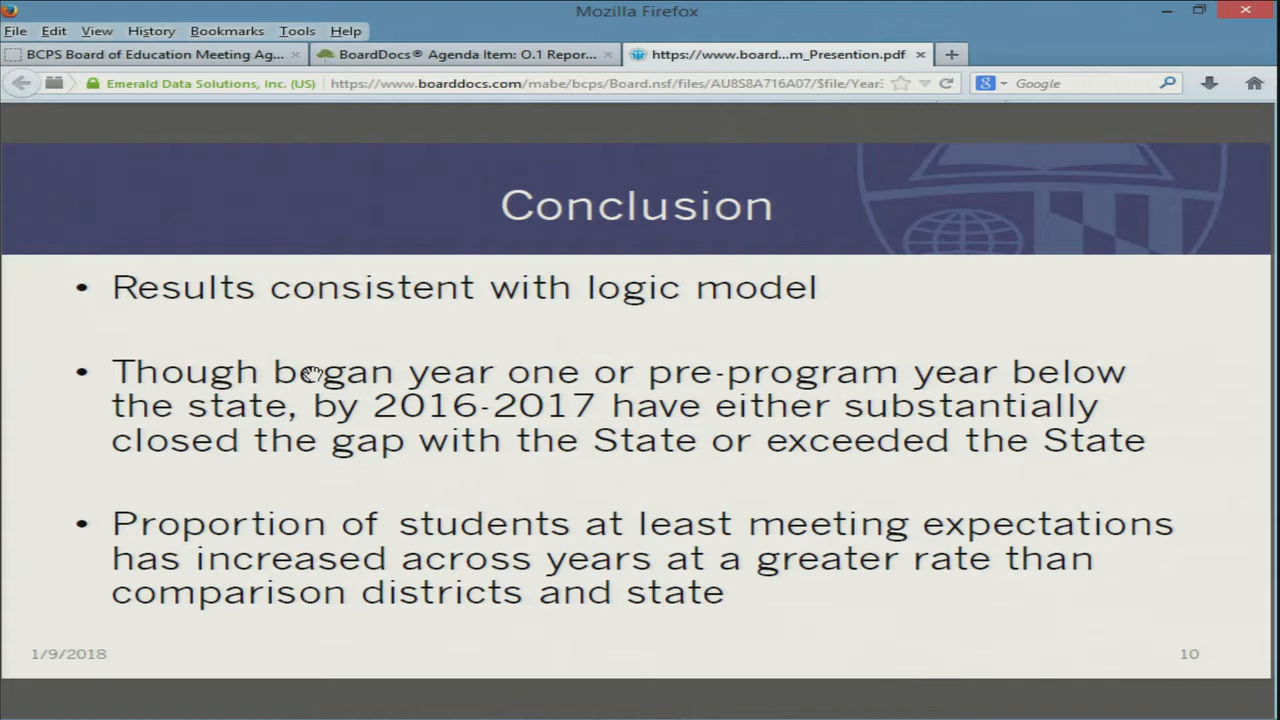 Mozilla Firefox
File Edit View History Bookmarks Tools Help
BCPS Board of Education Meeting Ag... × BoardDocs® Agenda Item: O.1 Repor... × https://www.board...m_Presention.pdf × +
Emerald Data Solutions, Inc. (US) https://www.boarddocs.com/mabe/bcps/Board.nsf/files/AU8S8A716A07/$file/Year: Google
Conclusion
• Results consistent with logic model
• Though began year one or pre-program year below
the state, by 2016-2017 have either substantially
closed the gap with the State or exceeded the State
• Proportion of students at least meeting expectations
has increased across years at a greater rate than
comparison districts and state
1/9/2018 10